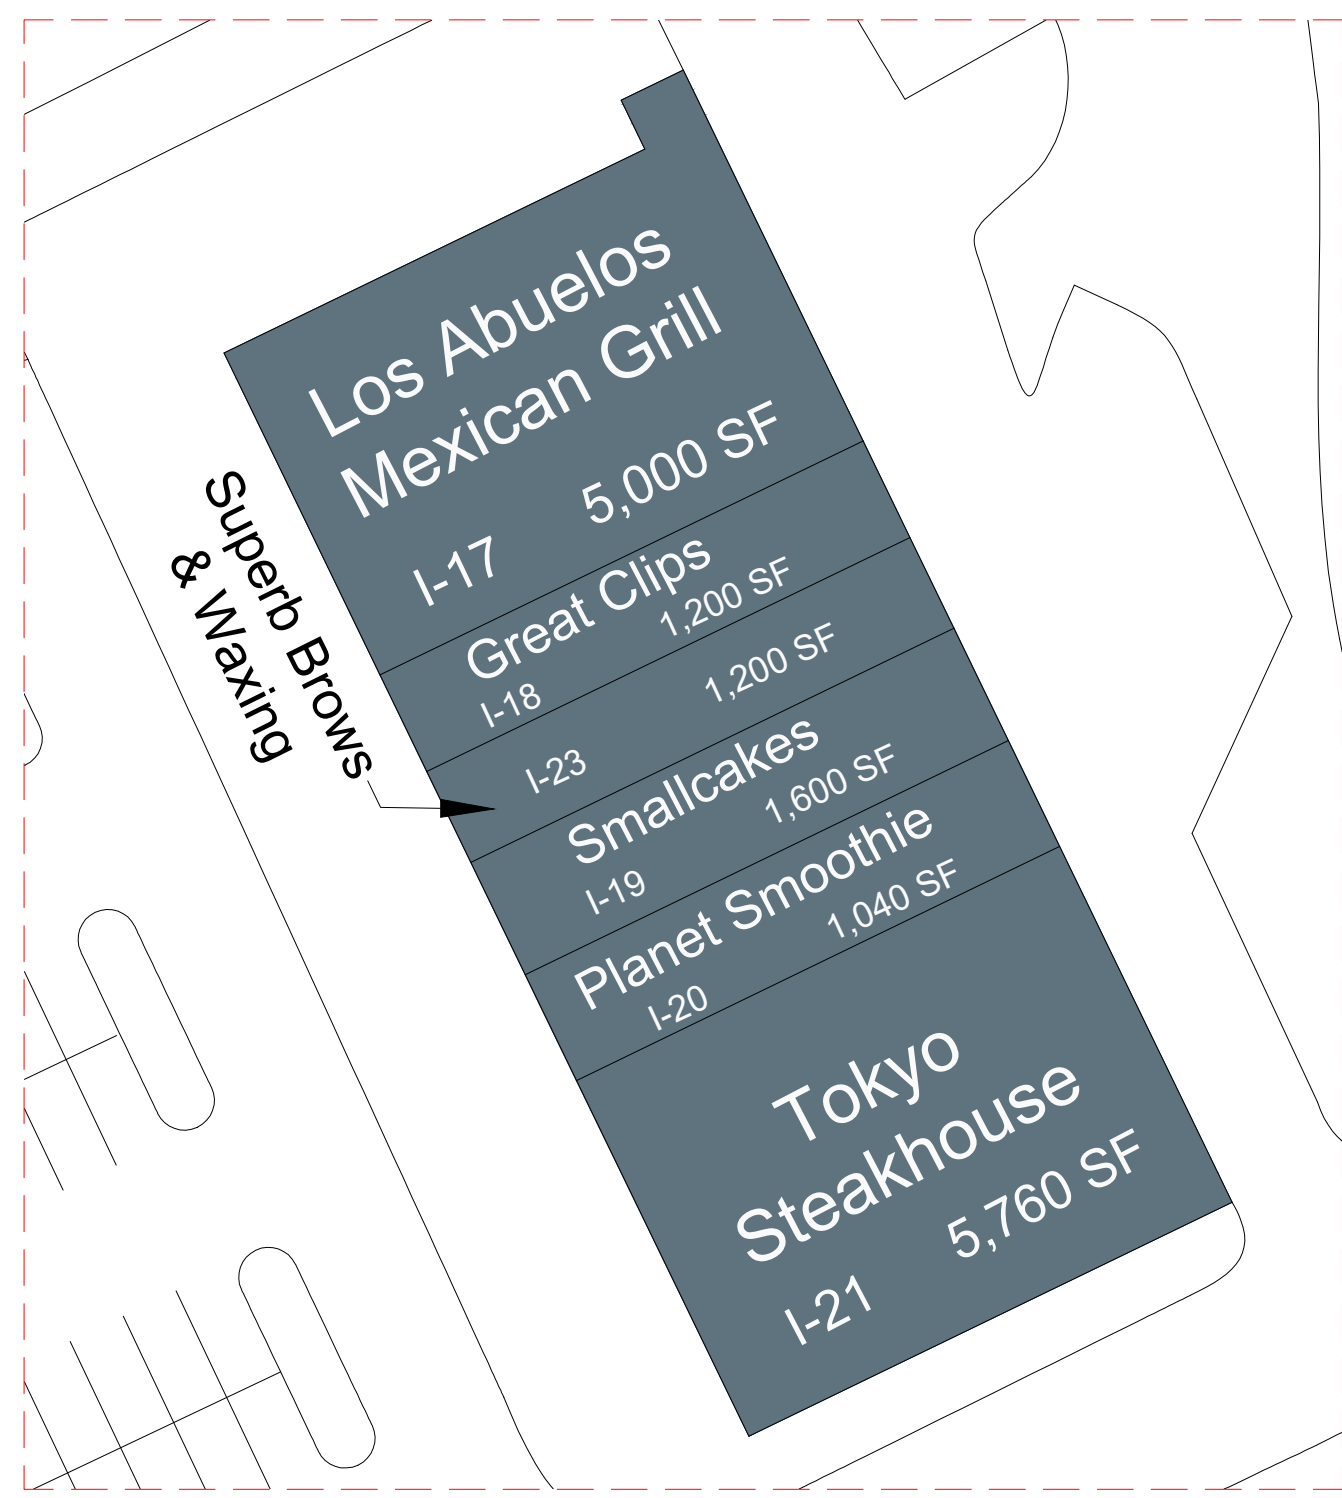 Los Abuelos
Mexican Grill
I-17 5,000 SF
Great Clips
I-18 1,200 SF
Superb Brows
& Waxing
I-23 1,200 SF
Smallcakes
I-19 1,600 SF
Planet Smoothie
I-20 1,040 SF
Tokyo
Steakhouse
I-21 5,760 SF